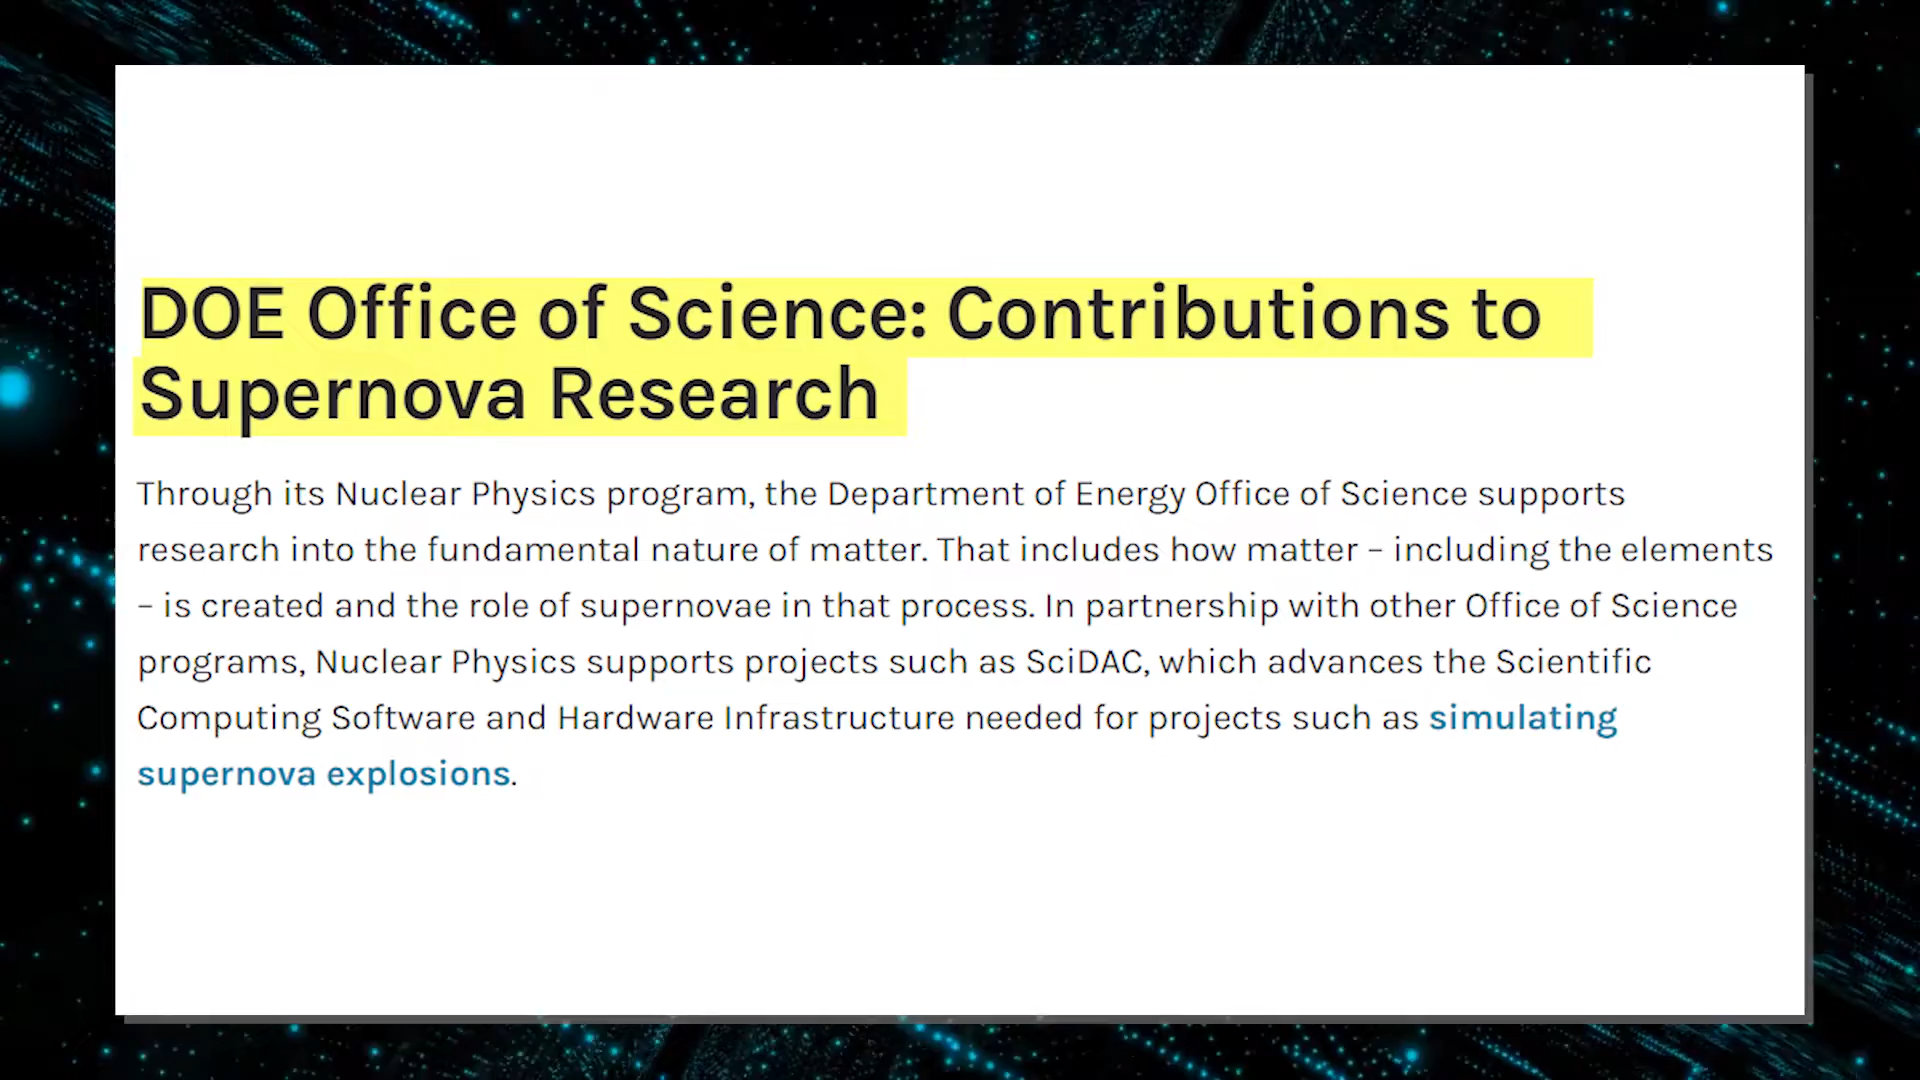 DOE Office of Science: Contributions to
Supernova Research
Through its Nuclear Physics program, the Department of Energy Office of Science supports
research into the fundamental nature of matter. That includes how matter – including the elements
– is created and the role of supernovae in that process. In partnership with other Office of Science
programs, Nuclear Physics supports projects such as SciDAC, which advances the Scientific
Computing Software and Hardware Infrastructure needed for projects such as simulating
supernova explosions.